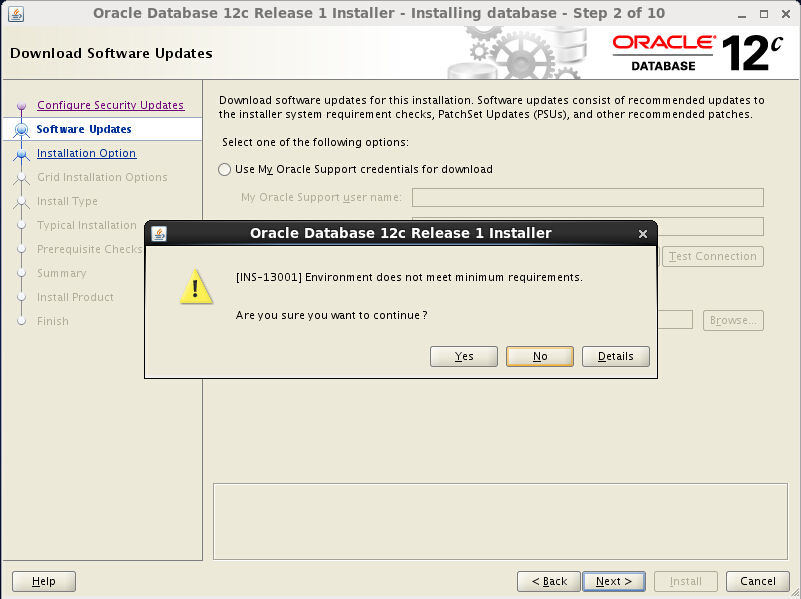 Oracle Database 12c Release 1 Installer - Installing database - Step 2 of 10
Download Software Updates
ORACLE
DATABASE
12c
Configure Security Updates
Software Updates
Installation Option
Grid Installation Options
Install Type
Typical Installation
Prerequisite Checks
Summary
Install Product
Finish
Download software updates for this installation. Software updates consist of recommended updates to
the installer system requirement checks, PatchSet Updates (PSUs), and other recommended patches.
Select one of the following options:
Use My Oracle Support credentials for download
My Oracle Support user name:
Test Connection
Browse...
Oracle Database 12c Release 1 Installer
[INS-13001] Environment does not meet minimum requirements.
Are you sure you want to continue?
Yes
No
Details
Help
< Back
Next >
Install
Cancel